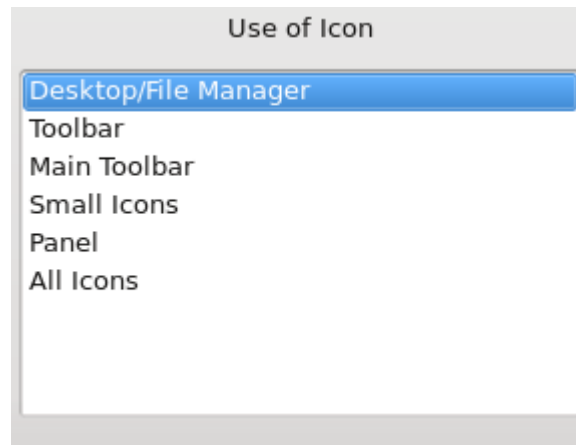 Use of Icon
Desktop/File Manager
Toolbar
Main Toolbar
Small Icons
Panel
All Icons